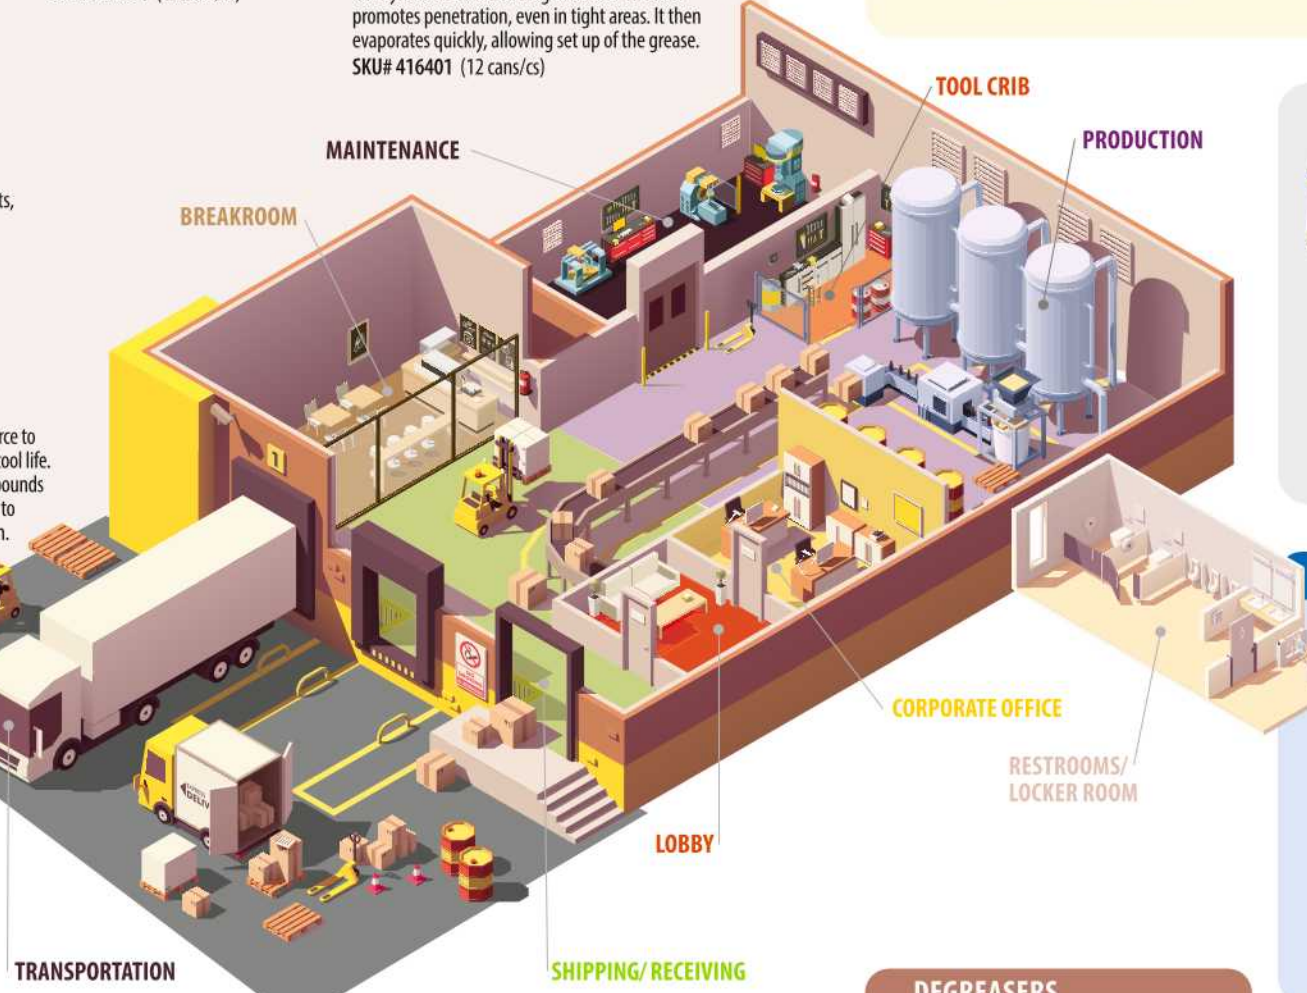 promotes penetration, even in tight areas. It then
evaporates quickly, allowing set up of the grease.
SKU# 416401 (12 cans/cs)
TOOL CRIB
MAINTENANCE
PRODUCTION
ts,
BREAKROOM
rce to
ool life.
ounds
to
n.
1
CORPORATE OFFICE
RESTROOMS/
LOCKER ROOM
DELIV
LOBBY
TRANSPORTATION
SHIPPING/ RECEIVING
DEGREASERS